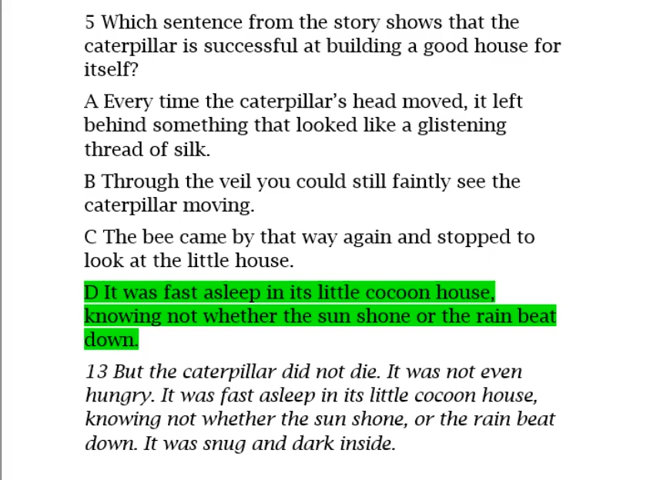 5 Which sentence from the story shows that the
caterpillar is successful at building a good house for
itself?
A Every time the caterpillar’s head moved, it left
behind something that looked like a glistening
thread of silk.
B Through the veil you could still faintly see the
caterpillar moving.
C The bee came by that way again and stopped to
look at the little house.
D It was fast asleep in its little cocoon house,
knowing not whether the sun shone or the rain beat
down.
13 But the caterpillar did not die. It was not even
hungry. It was fast asleep in its little cocoon house,
knowing not whether the sun shone, or the rain beat
down. It was snug and dark inside.